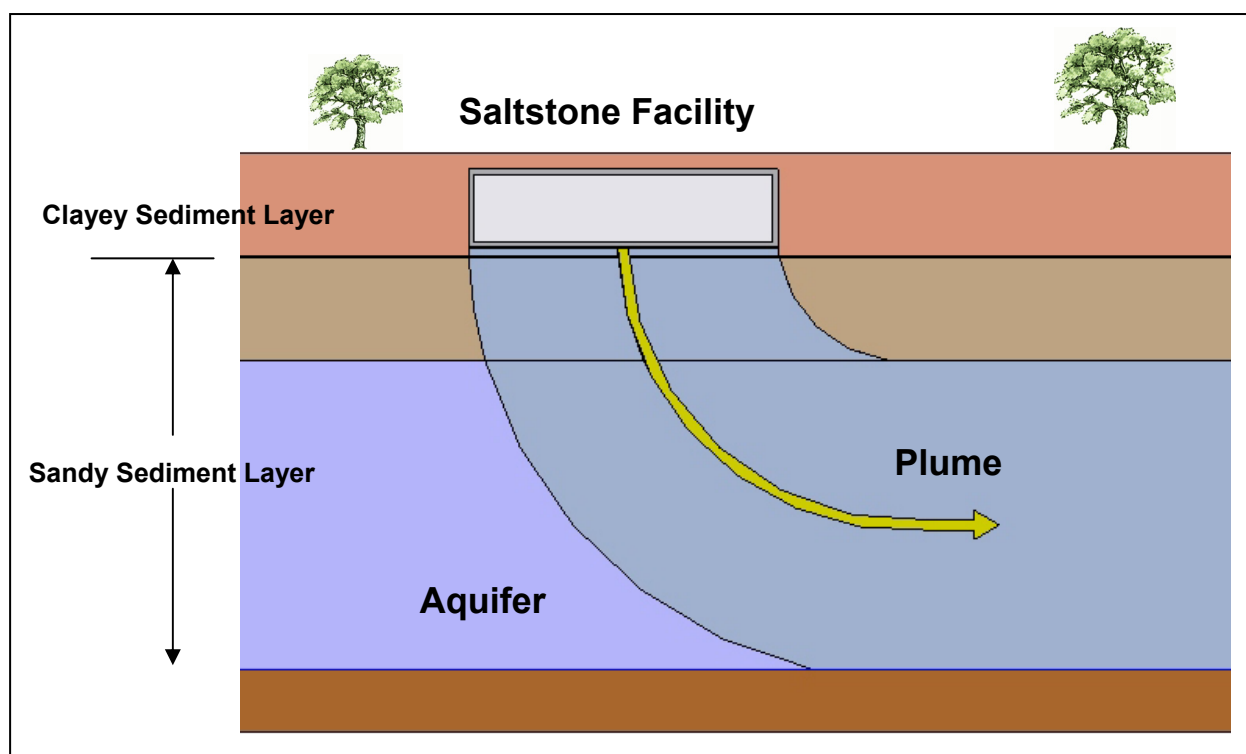 Saltstone Facility
Clayey Sediment Layer
Plume
Sandy Sediment Layer
Aquifer